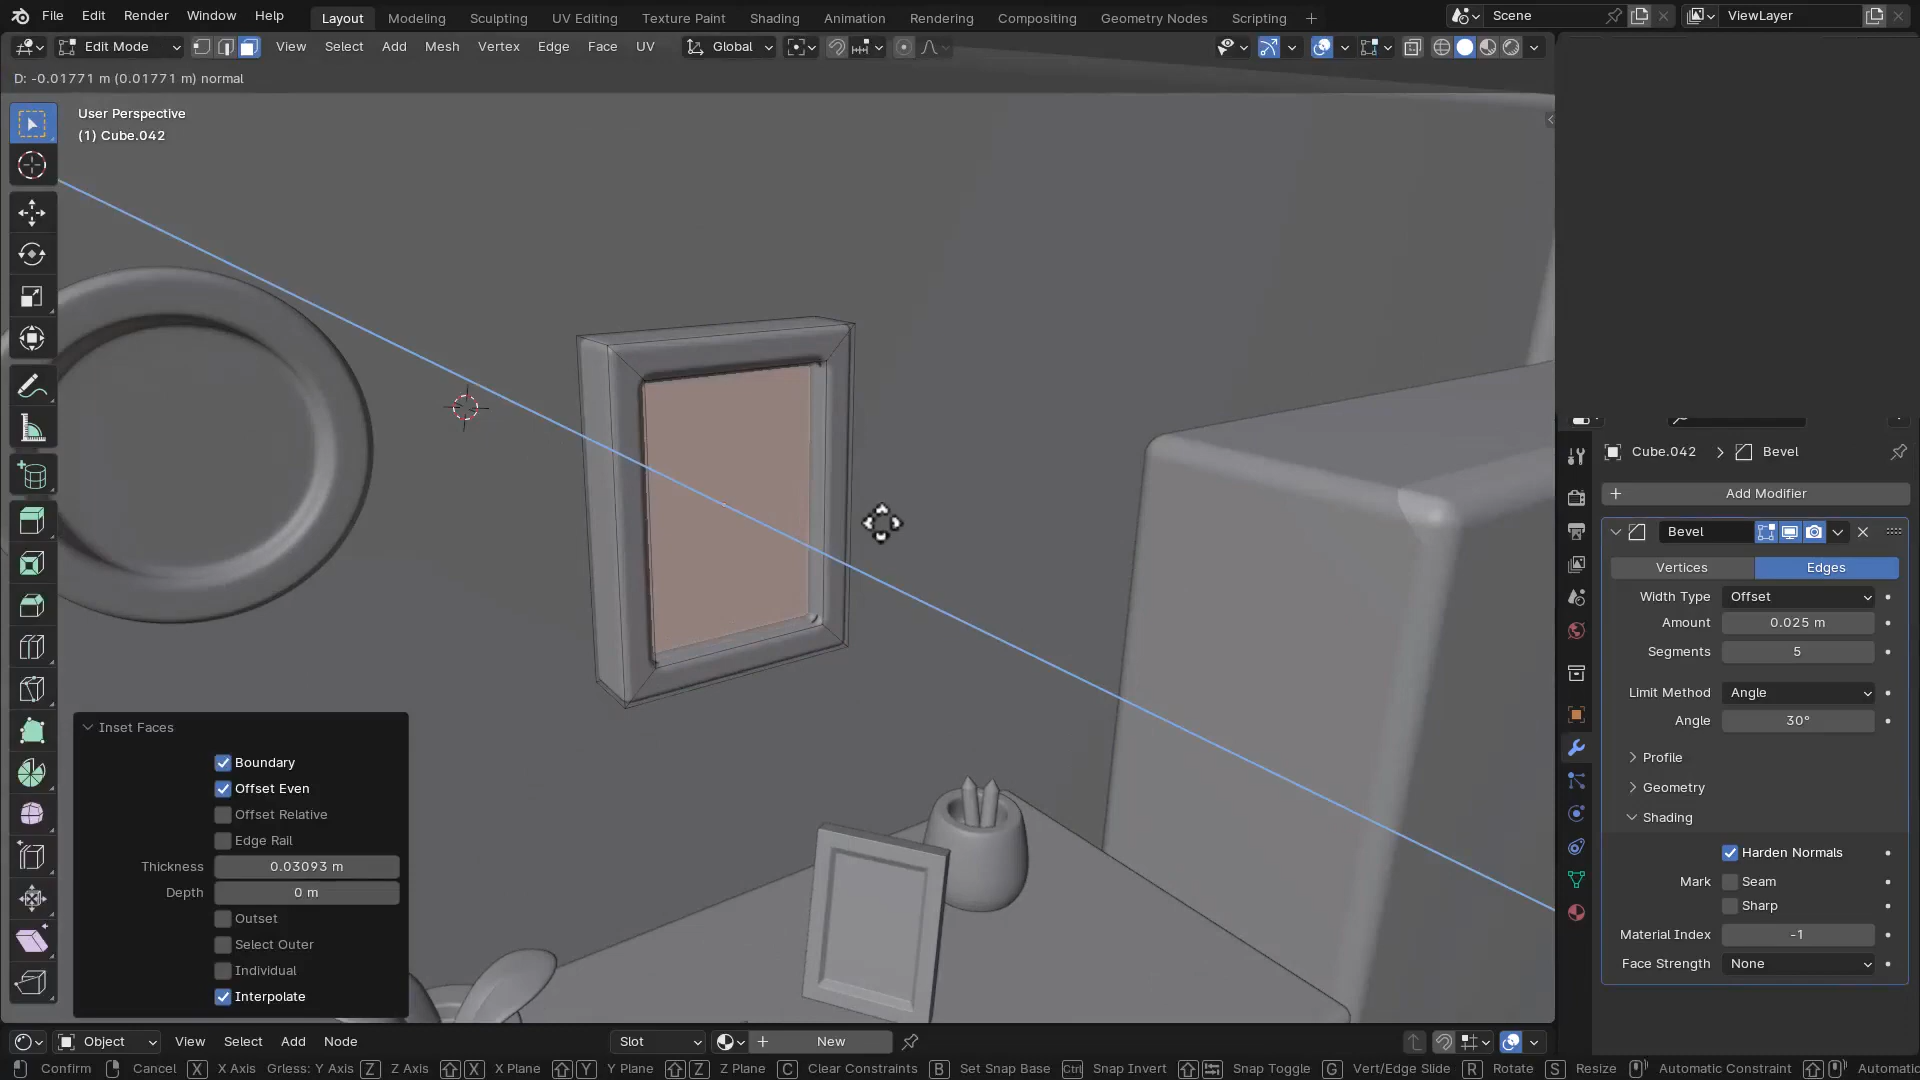 File Edit Render Window Help
Layout Modeling Sculpting UV Editing Texture Paint Shading Animation Rendering Compositing Geometry Nodes Scripting
Scene
ViewLayer
Edit Mode
View Select Add Mesh Vertex Edge Face UV
Global
D: -0.01771 m (0.01771 m) normal
User Perspective
(1) Cube.042
Cube.042 > Bevel
Add Modifier
Bevel
Vertices Edges
Width Type Offset
Amount 0.025 m
Segments 5
Limit Method Angle
Angle 30°
Profile
Geometry
Shading
Harden Normals
Mark Seam
Sharp
Material Index -1
Face Strength None
Inset Faces
Boundary
Offset Even
Offset Relative
Edge Rail
Thickness 0.03093 m
Depth 0 m
Outset
Select Outer
Individual
Interpolate
Object View Select Add Node
Slot
New
Confirm Cancel X X Axis Grless: Y Axis Z Z Axis X X Plane Y Y Plane Z Z Plane C Clear Constraints B Set Snap Base Ctrl Snap Invert Snap Toggle G Vert/Edge Slide R Rotate S Resize Automatic Constraint Automatic